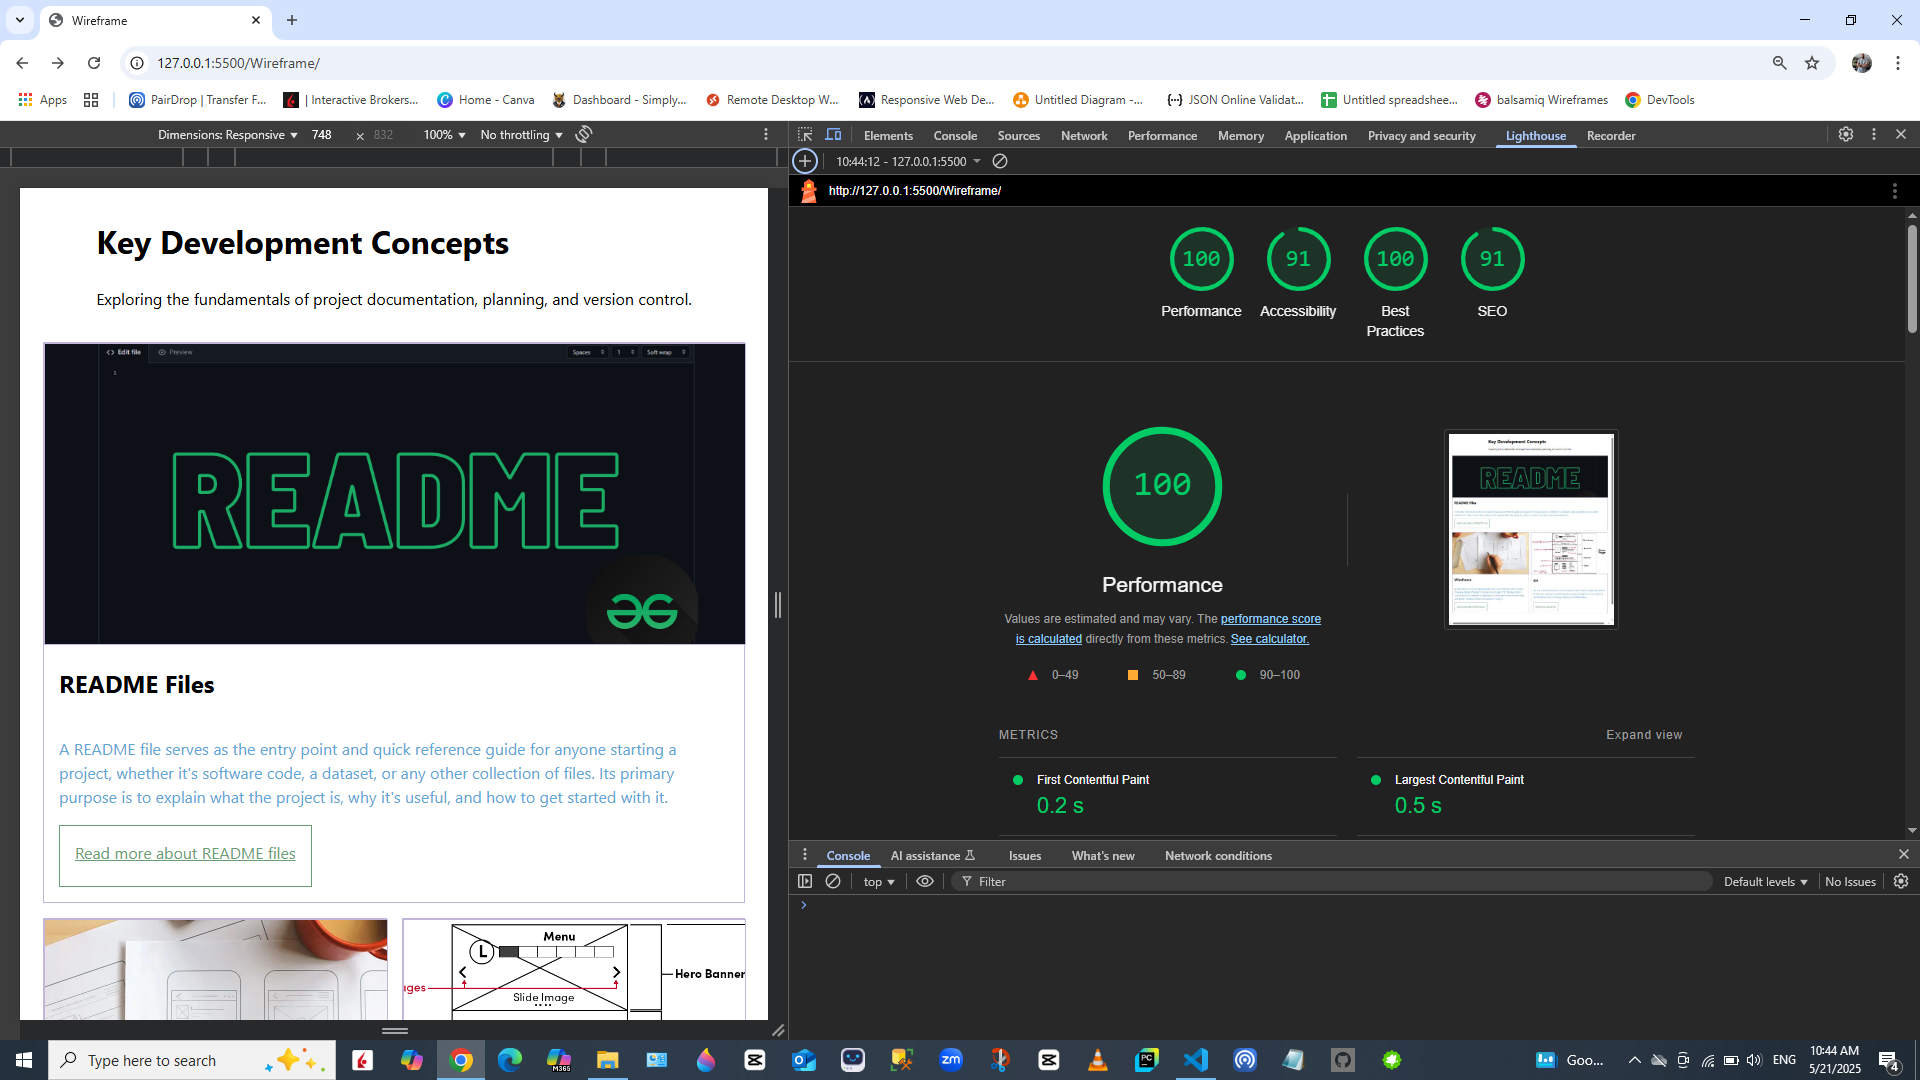 Wireframe
127.0.0.1:5500/Wireframe/
Apps
PairDrop | Transfer F...
| Interactive Brokers...
Home - Canva
Dashboard - Simply...
Remote Desktop W...
Responsive Web De...
Untitled Diagram -...
JSON Online Validat...
Untitled spreadshee...
balsamiq Wireframes
DevTools
Dimensions: Responsive
748 × 832
100%
No throttling
Elements Console Sources Network Performance Memory Application Privacy and security Lighthouse Recorder
10:44:12 - 127.0.0.1:5500
http://127.0.0.1:5500/Wireframe/
Key Development Concepts
Exploring the fundamentals of project documentation, planning, and version control.
Edit file Preview Spaces 1 Soft wrap
1
README
README Files
A README file serves as the entry point and quick reference guide for anyone starting a
project, whether it's software code, a dataset, or any other collection of files. Its primary
purpose is to explain what the project is, why it's useful, and how to get started with it.
Read more about README files
L
Menu
ges
Hero Banner
Slide Image
100 91 100 91
Performance Accessibility Best Practices SEO
100
Performance
Values are estimated and may vary. The performance score
is calculated directly from these metrics. See calculator.
0–49 50–89 90–100
Key Development Concepts
README
README Files
Wireframe
METRICS
Expand view
First Contentful Paint
0.2 s
Largest Contentful Paint
0.5 s
Console AI assistance Issues What's new Network conditions
top Filter Default levels No Issues
Type here to search
M365
zm
PC
Goo...
ENG
10:44 AM
5/21/2025
4